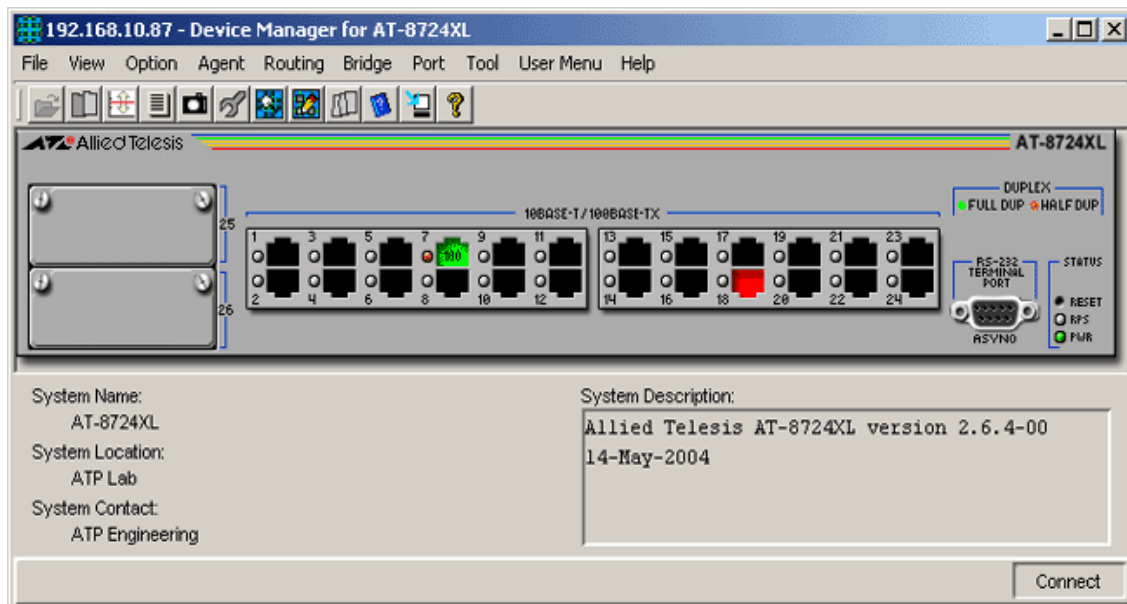 192.168.10.87 - Device Manager for AT-8724XL
File View Option Agent Routing Bridge Port Tool User Menu Help
Allied Telesis
AT-8724XL
DUPLEX
FULL DUP HALF DUP
10BASE-T/100BASE-TX
25
1 3 5 7 9 11 13 15 17 19 21 23
100
2 4 6 8 10 12 14 16 18 20 22 24
26
RS-232
TERMINAL
PORT
ASYN0
STATUS
RESET
RPS
PWR
System Name:
AT-8724XL
System Location:
ATP Lab
System Contact:
ATP Engineering
System Description:
Allied Telesis AT-8724XL version 2.6.4-00
14-May-2004
Connect